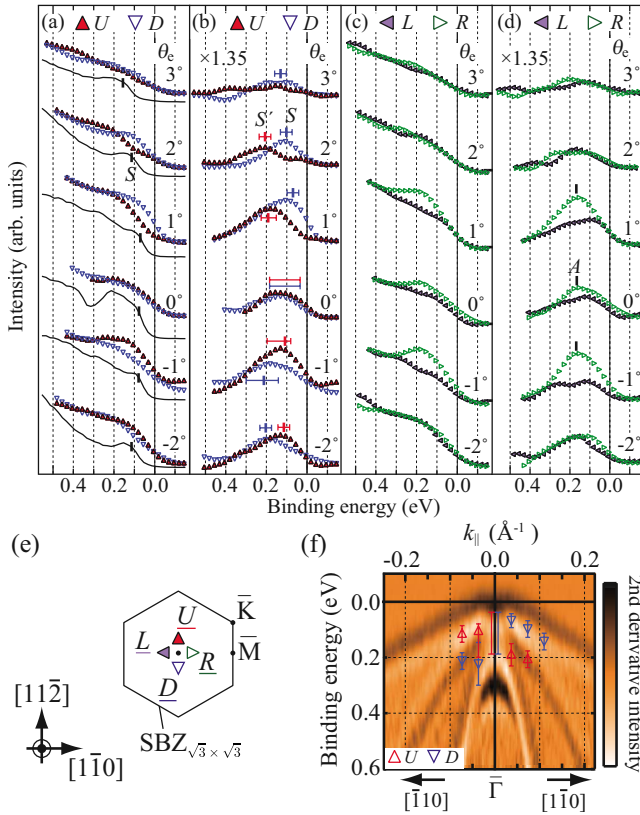 (a) ▲ U ▽ D
(b) ▲ U ▽ D
(c) ◀ L ▷ R
(d) ◀ L ▷ R
θe
3°
S
2°
1°
0°
-1°
-2°
×1.35
θe
3°
S′ S
2°
1°
0°
-1°
-2°
θe
3°
2°
1°
0°
-1°
-2°
×1.35
θe
3°
2°
1°
A
0°
-1°
-2°
Intensity (arb. units)
0.4 0.2 0.0 0.4 0.2 0.0 0.4 0.2 0.0 0.4 0.2 0.0
Binding energy (eV)
(e)
K̅
U
M̅
L R
D
[112̅]
[11̅0]
SBZ√3 × √3
(f)
k∥ (Å⁻¹)
-0.2 0.0 0.2
Binding energy (eV)
0.0
0.2
0.4
0.6
△ U ▽ D
[1̅10] Γ̅ [11̅0]
2nd derivative intensity